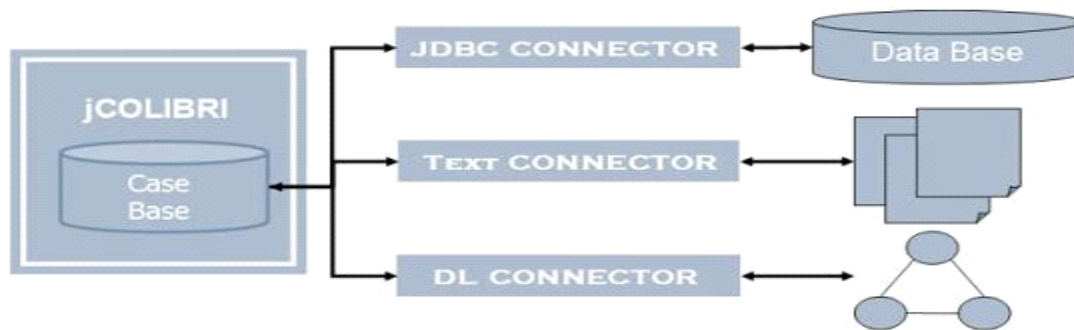 jCOLIBRI
Case
Base
JDBC CONNECTOR
Data Base
TEXT CONNECTOR
DL CONNECTOR